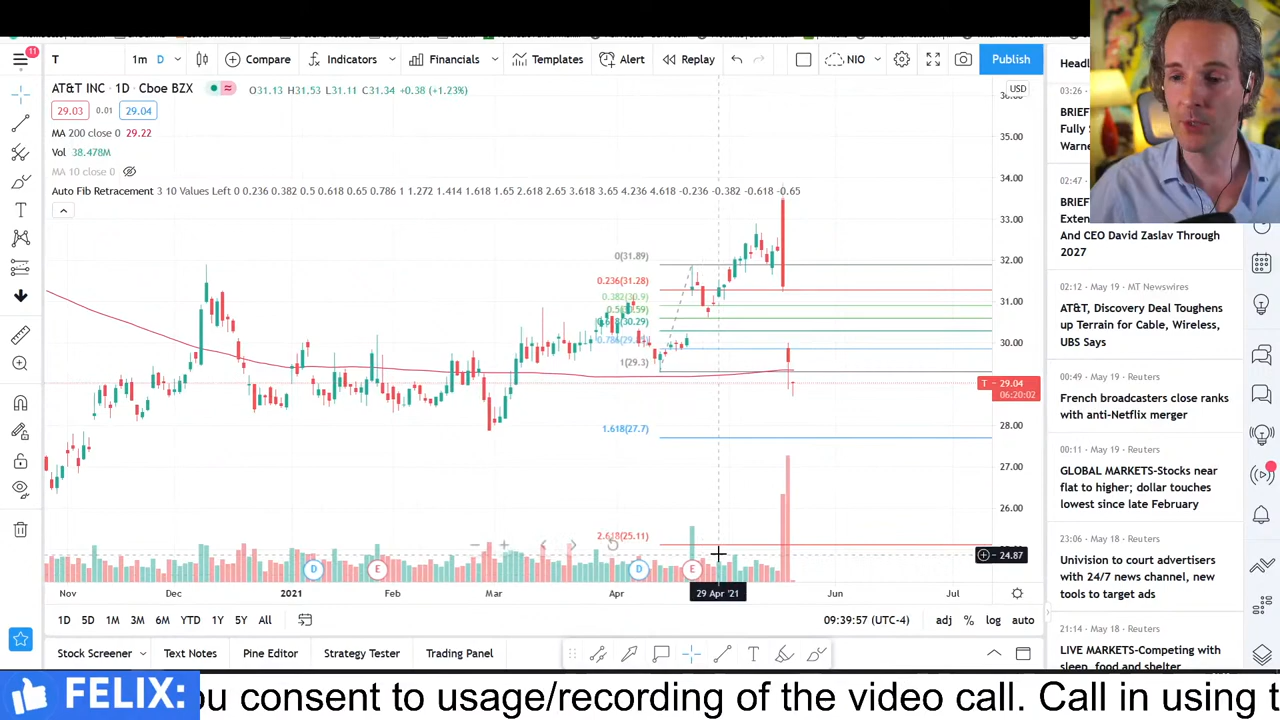 11
T
1m
D
Compare
Indicators
Financials
Templates
Alert
Replay
NIO
Publish
AT&T INC · 1D · Cboe BZX
O31.13 H31.53 L31.11 C31.34 +0.38 (+1.23%)
29.03
0.01
29.04
MA 200 close 0 29.22
Vol 38.478M
MA 10 close 0
Auto Fib Retracement 3 10 Values Left 0 0.236 0.382 0.5 0.618 0.65 0.786 1 1.272 1.414 1.618 1.65 2.618 2.65 3.618 3.65 4.236 4.618 -0.236 -0.382 -0.618 -0.65
USD
35.00
34.00
33.00
32.00
31.00
30.00
T
29.04
06:20:02
28.00
27.00
26.00
24.87
0(31.89)
0.236(31.28)
0.382(30.9)
1(29.3)
1.618(27.7)
2.618(25.11)
D
E
D
E
Nov
Dec
2021
Feb
Mar
Apr
29 Apr '21
Jun
Jul
1D 5D 1M 3M 6M YTD 1Y 5Y All
09:39:57 (UTC-4)
adj % log auto
Stock Screener
Text Notes
Pine Editor
Strategy Tester
Trading Panel
Headl
03:26
BRIEF
Fully S
Warne
02:47
BRIEF
Exten
And CEO David Zaslav Through
2027
02:12 · May 19 · MT Newswires
AT&T, Discovery Deal Toughens
up Terrain for Cable, Wireless,
UBS Says
00:49 · May 19 · Reuters
French broadcasters close ranks
with anti-Netflix merger
00:11 · May 19 · Reuters
GLOBAL MARKETS-Stocks near
flat to higher; dollar touches
lowest since late February
23:06 · May 18 · Reuters
Univision to court advertisers
with 24/7 news channel, new
tools to target ads
21:14 · May 18 · Reuters
LIVE MARKETS-Competing with
sleep, food and shelter
FELIX:
ou consent to usage/recording of the video call. Call in using t